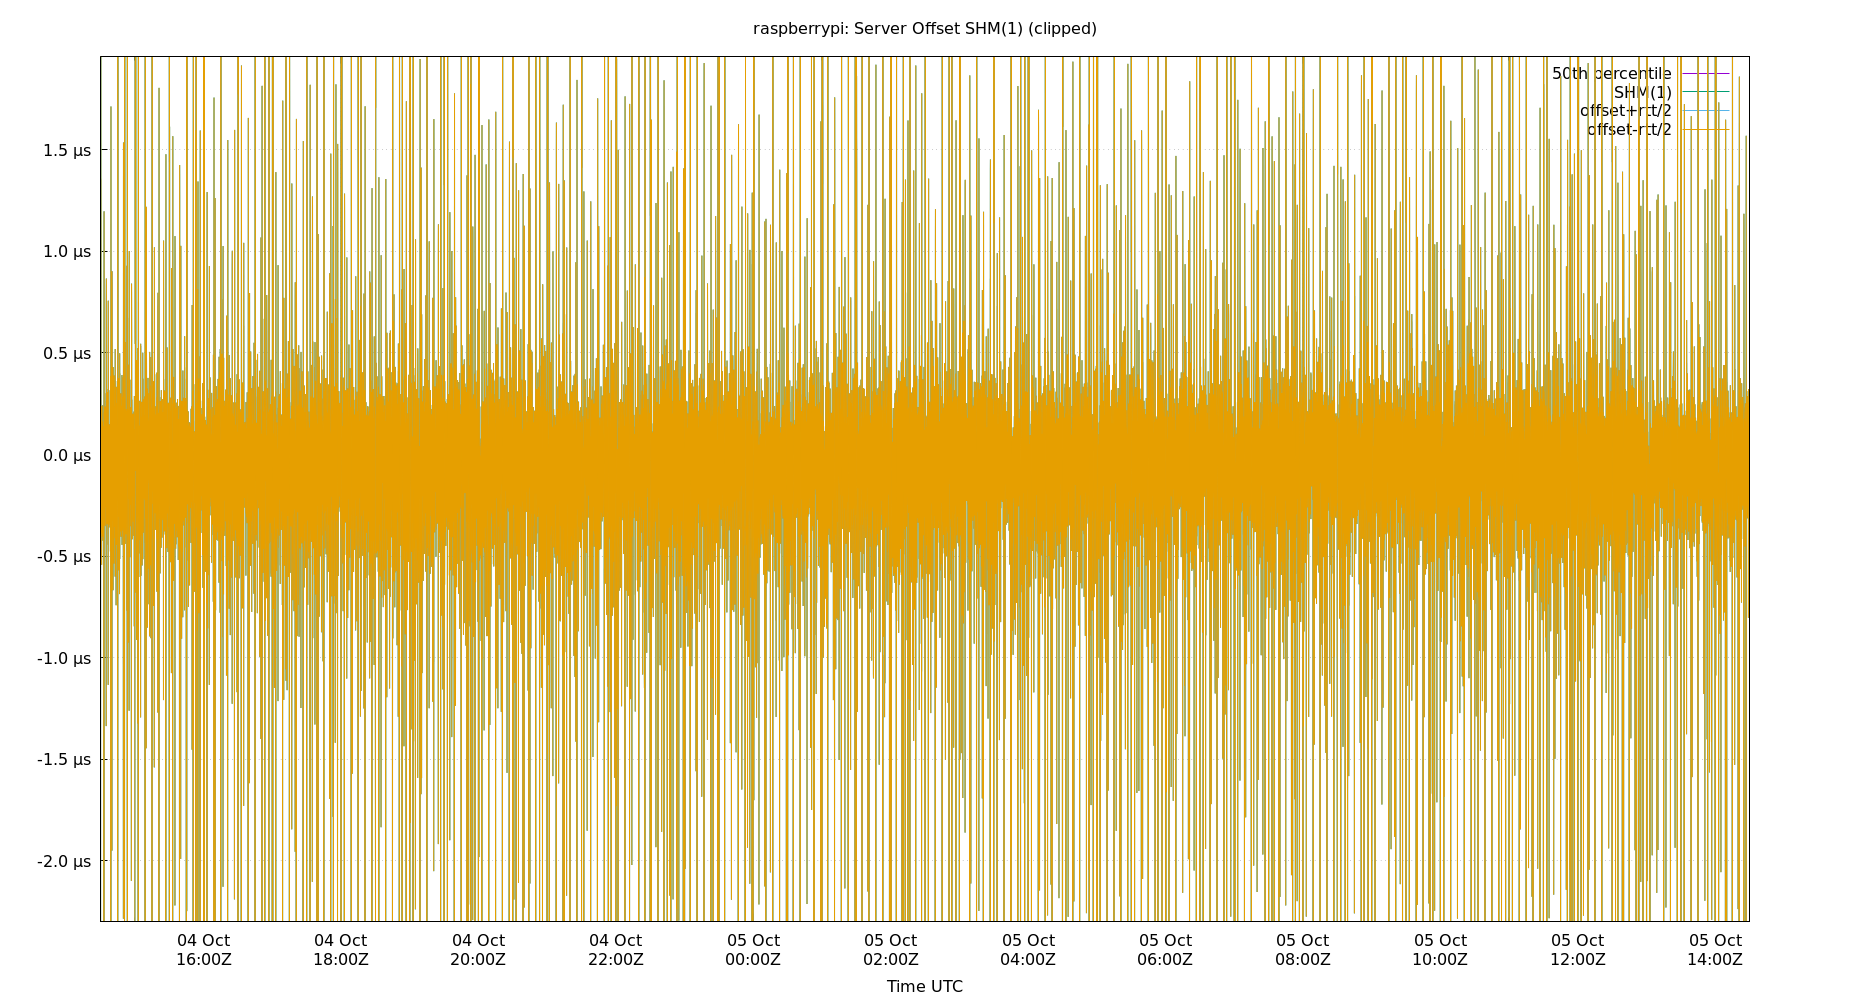 raspberrypi: Server Offset SHM(1) (clipped)
50th percentile
SHM(1)
offset+rtt/2
offset-rtt/2
1.5 µs
1.0 µs
0.5 µs
0.0 µs
-0.5 µs
-1.0 µs
-1.5 µs
-2.0 µs
04 Oct 04 Oct 04 Oct 04 Oct 05 Oct 05 Oct 05 Oct 05 Oct 05 Oct 05 Oct 05 Oct 05 Oct
16:00Z 18:00Z 20:00Z 22:00Z 00:00Z 02:00Z 04:00Z 06:00Z 08:00Z 10:00Z 12:00Z 14:00Z
Time UTC